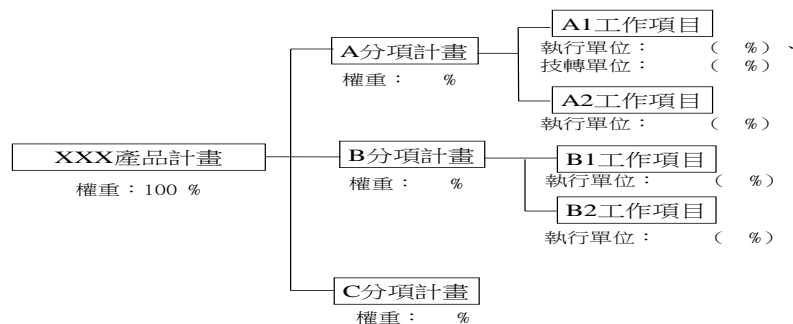 XXX產品計畫
權重：100 %
A分項計畫
權重： %
A1工作項目
執行單位： （ %）、
技轉單位： （ %）
A2工作項目
執行單位： （ %）
B分項計畫
權重： %
B1工作項目
執行單位： （ %）
B2工作項目
執行單位： （ %）
C分項計畫
權重： %